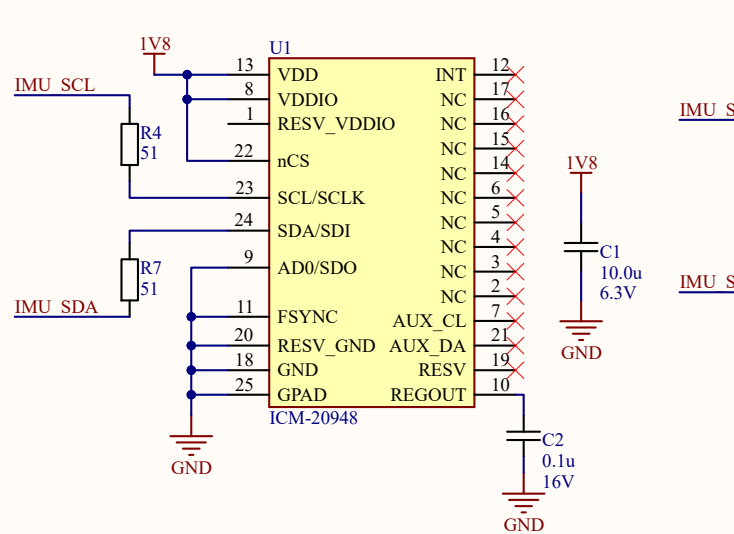 1V8
U1
IMU_SCL
R4
51
IMU_SDA
R7
51
13 VDD
8 VDDIO
1 RESV_VDDIO
22 nCS
23 SCL/SCLK
24 SDA/SDI
9 AD0/SDO
11 FSYNC
20 RESV_GND
18 GND
25 GPAD
INT 12
NC 17
NC 16
NC 15
NC 14
NC 6
NC 5
NC 4
NC 3
NC 2
AUX_CL 7
AUX_DA 21
RESV 19
REGOUT 10
ICM-20948
GND
C2
0.1u
16V
GND
1V8
C1
10.0u
6.3V
GND
IMU_S
IMU_S